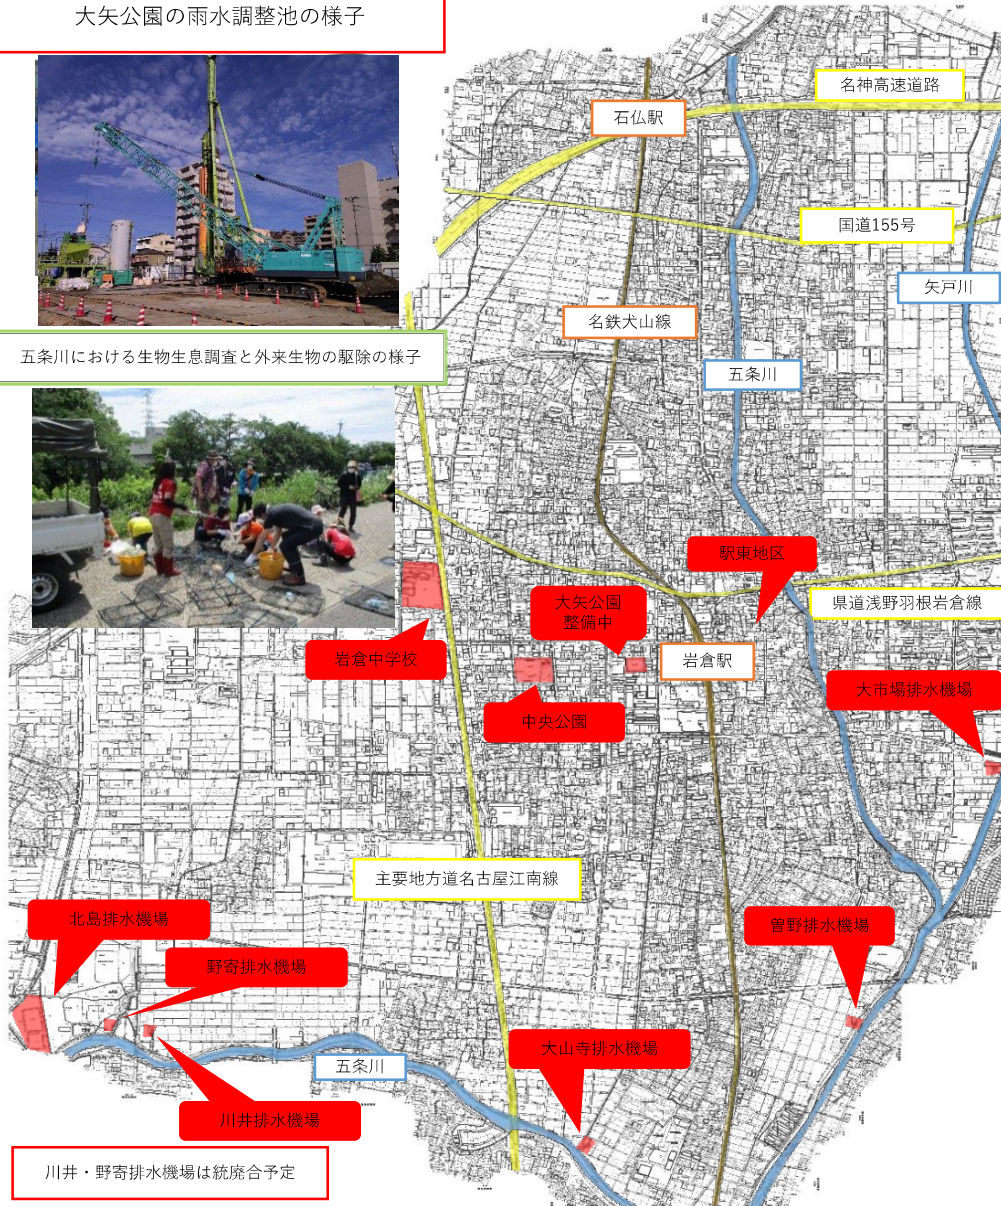 大矢公園の雨水調整池の様子
名神高速道路
石仏駅
国道155号
矢戸川
名鉄犬山線
五条川における生物生息調査と外来生物の駆除の様子
五条川
駅東地区
県道浅野羽根岩倉線
大矢公園
整備中
岩倉中学校
岩倉駅
大市場排水機場
中央公園
主要地方道名古屋江南線
北島排水機場
曽野排水機場
野寄排水機場
大山寺排水機場
五条川
川井排水機場
川井・野寄排水機場は統廃合予定